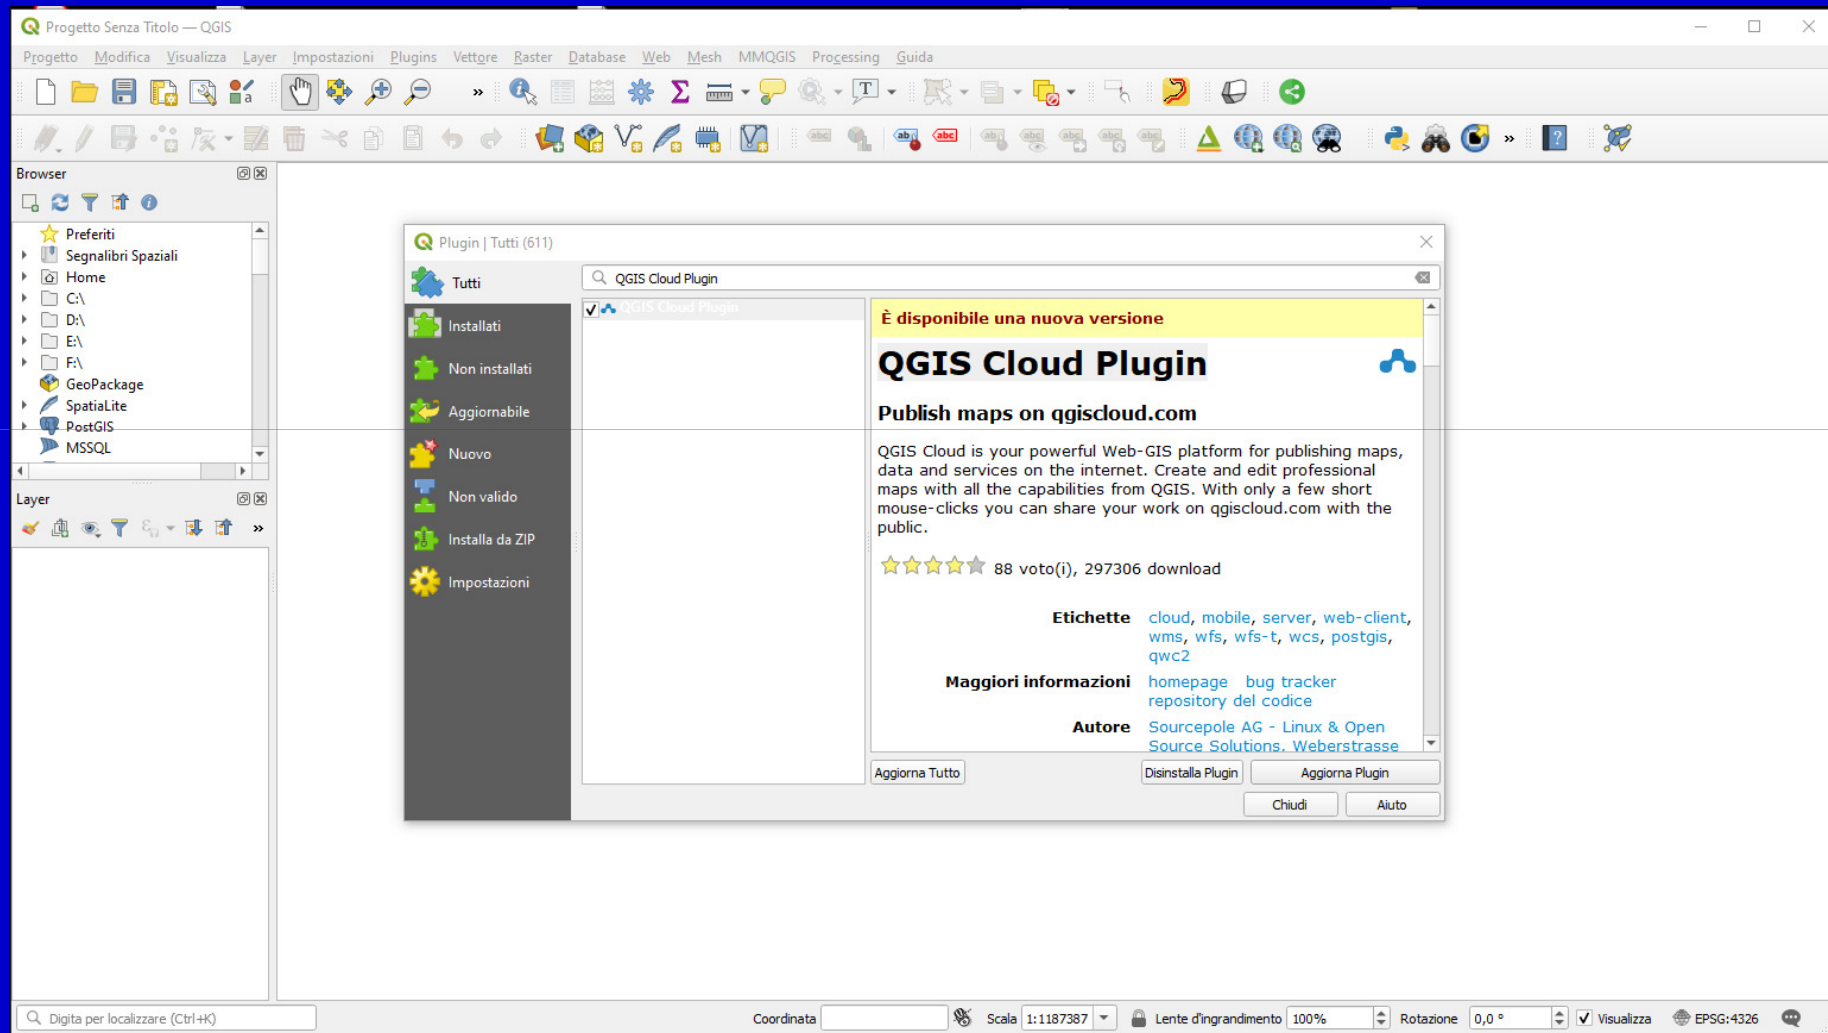 Progetto Senza Titolo — QGIS
Progetto Modifica Visualizza Layer Impostazioni Plugins Vettore Raster Database Web Mesh MMQGIS Processing Guida
Browser
Preferiti
Segnalibri Spaziali
Home
C:\
D:\
E:\
F:\
GeoPackage
SpatiaLite
PostGIS
MSSQL
Layer
Plugin | Tutti (611)
Tutti
Installati
Non installati
Aggiornabile
Nuovo
Non valido
Installa da ZIP
Impostazioni
QGIS Cloud Plugin
QGIS Cloud Plugin
È disponibile una nuova versione
QGIS Cloud Plugin
Publish maps on qgiscloud.com
QGIS Cloud is your powerful Web-GIS platform for publishing maps,
data and services on the internet. Create and edit professional
maps with all the capabilities from QGIS. With only a few short
mouse-clicks you can share your work on qgiscloud.com with the
public.
88 voto(i), 297306 download
Etichette cloud, mobile, server, web-client,
wms, wfs, wfs-t, wcs, postgis,
qwc2
Maggiori informazioni homepage bug tracker
repository del codice
Autore Sourcepole AG - Linux & Open
Source Solutions, Weberstrasse
Aggiorna Tutto Disinstalla Plugin Aggiorna Plugin
Chiudi Aiuto
Digita per localizzare (Ctrl+K) Coordinata Scala 1:1187387 Lente d'ingrandimento 100% Rotazione 0,0 ° Visualizza EPSG:4326